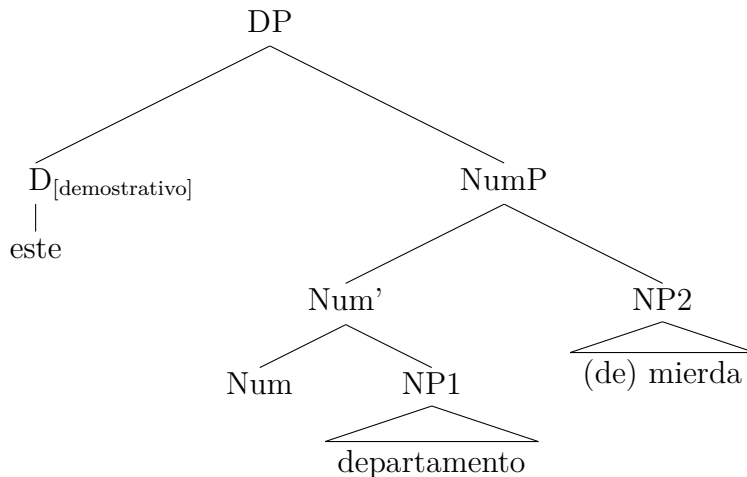 DP
D[demostrativo] NumP
este
Num' NP2
(de) mierda
Num NP1
departamento